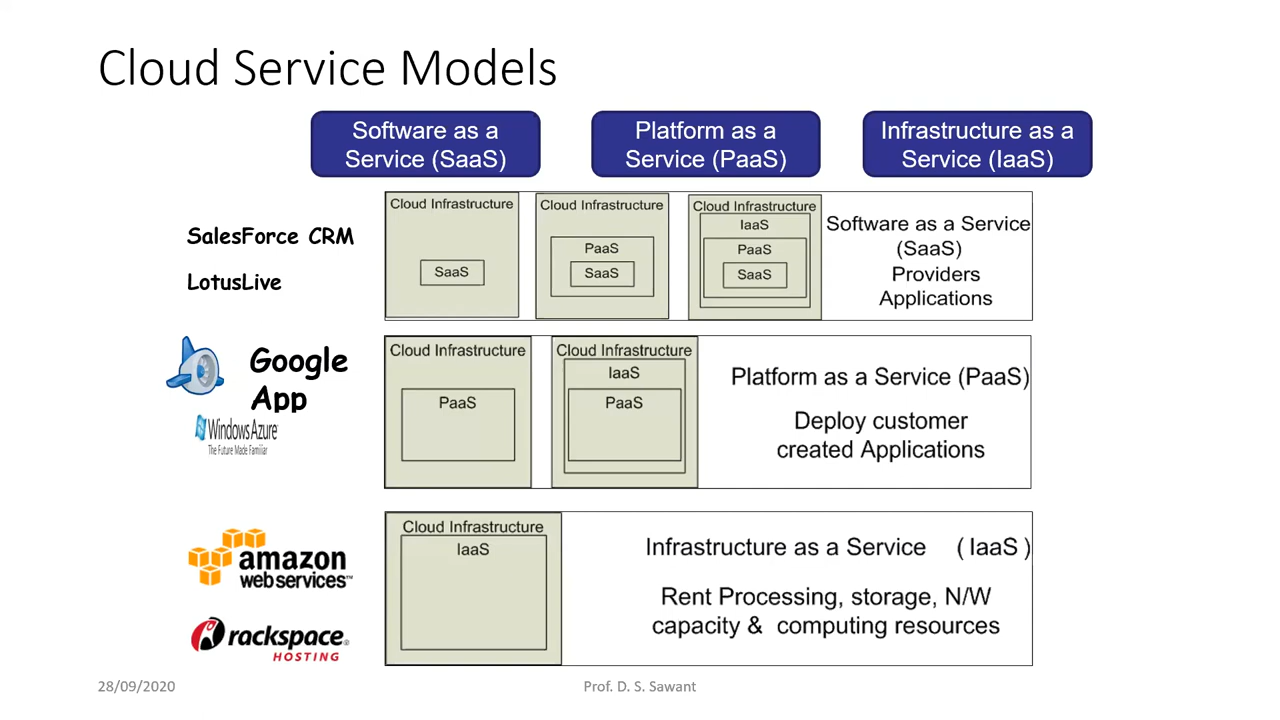 Cloud Service Models
Software as a
Service (SaaS)
Platform as a
Service (PaaS)
Infrastructure as a
Service (IaaS)
SalesForce CRM
LotusLive
Cloud Infrastructure
SaaS
Cloud Infrastructure
PaaS
SaaS
Cloud Infrastructure
IaaS
PaaS
SaaS
Software as a Service
(SaaS)
Providers
Applications
Google
App
Windows Azure
The Future Made Familiar
Cloud Infrastructure
PaaS
Cloud Infrastructure
IaaS
PaaS
Platform as a Service (PaaS)
Deploy customer
created Applications
amazon
web services™
rackspace®
HOSTING
Cloud Infrastructure
IaaS
Infrastructure as a Service (IaaS)
Rent Processing, storage, N/W
capacity & computing resources
28/09/2020
Prof. D. S. Sawant